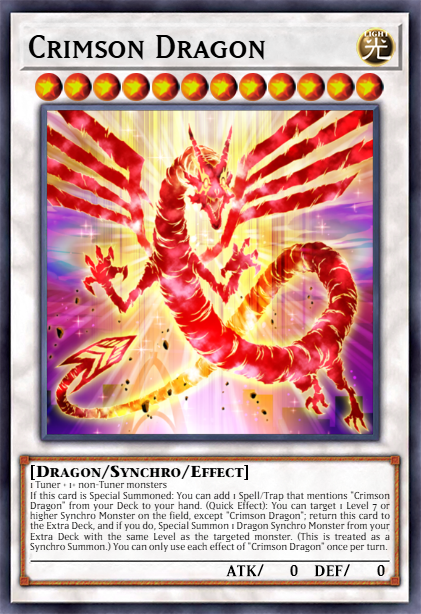 Crimson Dragon
LIGHT
光
[Dragon/Synchro/Effect]
1 Tuner + 1+ non-Tuner monsters
If this card is Special Summoned: You can add 1 Spell/Trap that mentions "Crimson
Dragon" from your Deck to your hand. (Quick Effect): You can target 1 Level 7 or
higher Synchro Monster on the field, except "Crimson Dragon"; return this card to
the Extra Deck, and if you do, Special Summon 1 Dragon Synchro Monster from your
Extra Deck with the same Level as the targeted monster. (This is treated as a
Synchro Summon.) You can only use each effect of "Crimson Dragon" once per turn.
ATK/ 0 DEF/ 0